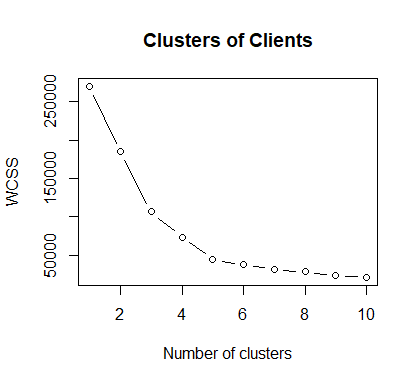 Clusters of Clients
250000
150000
50000
WCSS
2 4 6 8 10
Number of clusters